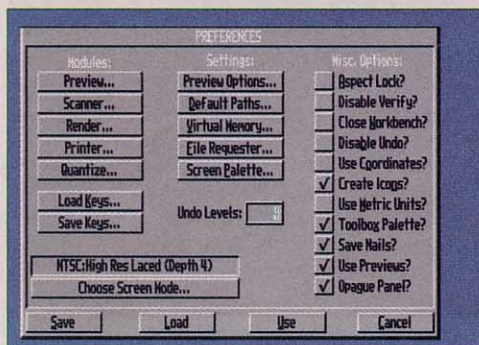 PREFERENCES
Modules:
Preview...
Scanner...
Render...
Printer...
Quantize...
Load Keys...
Save Keys...
Settings:
Preview Options...
Default Paths...
Virtual Memory...
File Requester...
Screen Palette...
Undo Levels:
Misc. Options:
Aspect Lock?
Disable Verify?
Close Workbench?
Disable Undo?
Use Coordinates?
Create Icons?
Use Metric Units?
Toolbox Palette?
Save Nails?
Use Previews?
Opaque Panel?
NTSC:High Res Laced (Depth 4)
Choose Screen Mode...
Save Load Use Cancel